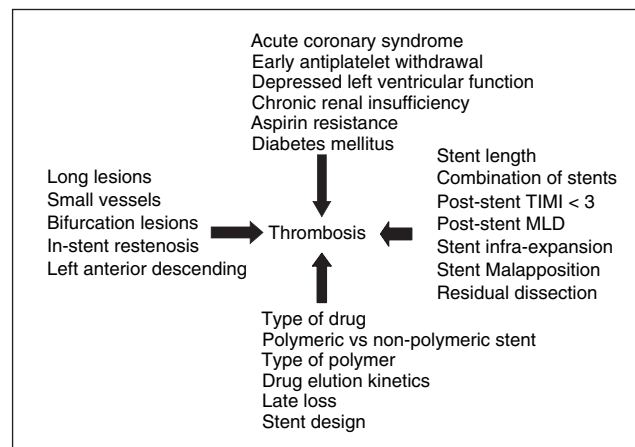 Acute coronary syndrome
Early antiplatelet withdrawal
Depressed left ventricular function
Chronic renal insufficiency
Aspirin resistance
Diabetes mellitus
Long lesions
Small vessels
Bifurcation lesions
In-stent restenosis
Left anterior descending
Thrombosis
Stent length
Combination of stents
Post-stent TIMI < 3
Post-stent MLD
Stent infra-expansion
Stent Malapposition
Residual dissection
Type of drug
Polymeric vs non-polymeric stent
Type of polymer
Drug elution kinetics
Late loss
Stent design